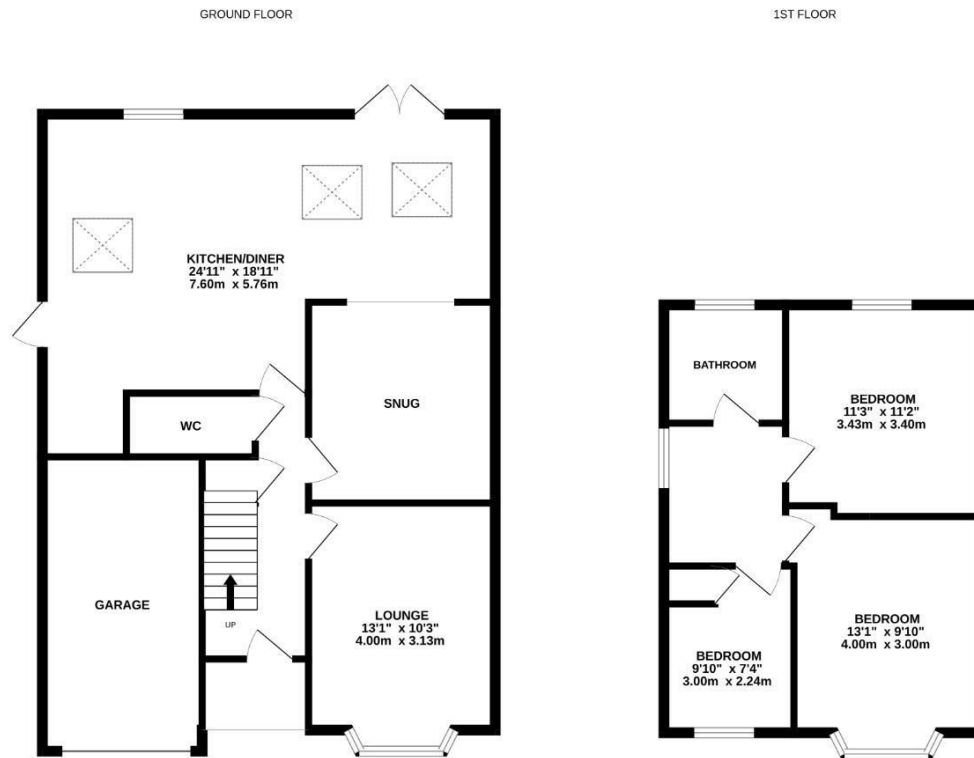 GROUND FLOOR
1ST FLOOR
KITCHEN/DINER
24'11" x 18'11"
7.60m x 5.76m
WC
SNUG
GARAGE
UP
LOUNGE
13'1" x 10'3"
4.00m x 3.13m
BATHROOM
BEDROOM
11'3" x 11'2"
3.43m x 3.40m
BEDROOM
13'1" x 9'10"
4.00m x 3.00m
BEDROOM
9'10" x 7'4"
3.00m x 2.24m